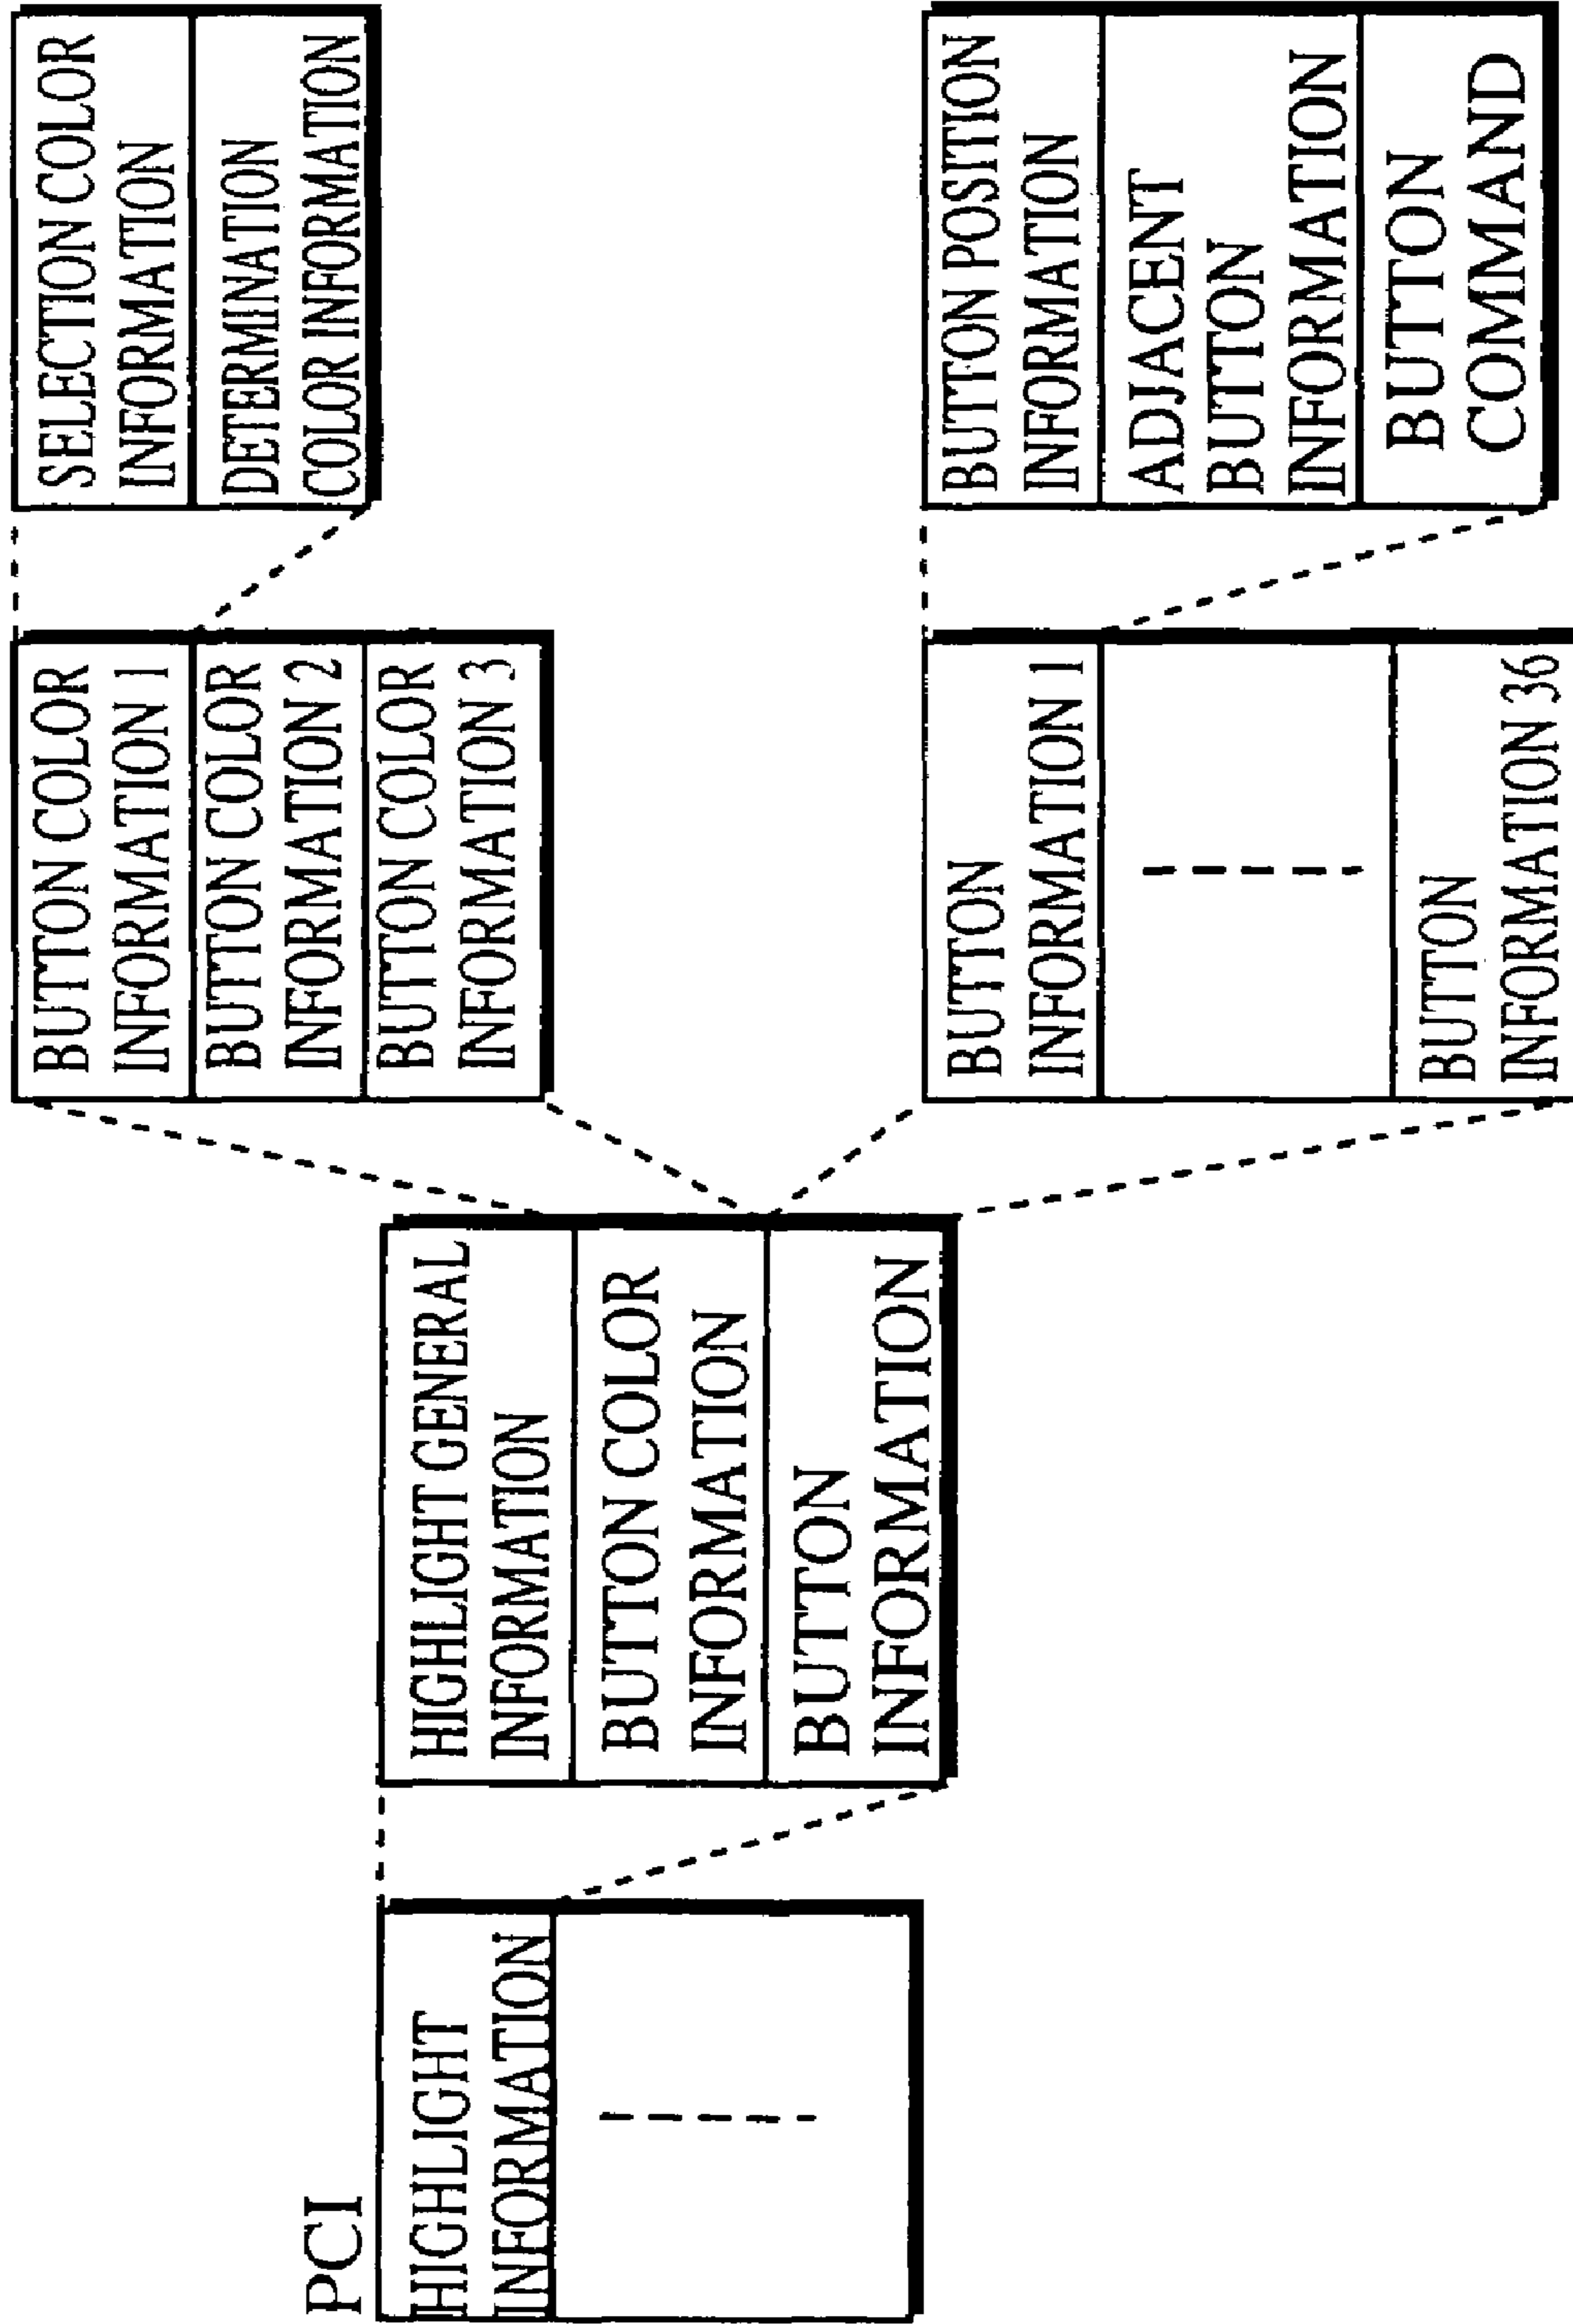 PCI
HIGHLIGHT
INFORMATION
HIGHLIGHT GENERAL
INFORMATION
BUTTON COLOR
INFORMATION
BUTTON
INFORMATION
BUTTON COLOR
INFORMATION 1
BUTTON COLOR
INFORMATION 2
BUTTON COLOR
INFORMATION 3
SELECTION COLOR
INFORMATION
DETERMINATION
COLOR INFORMATION
BUTTON
INFORMATION 1
BUTTON
INFORMATION 36
BUTTON POSITION
INFORMATION
ADJACENT
BUTTON
INFORMATION
BUTTON
COMMAND